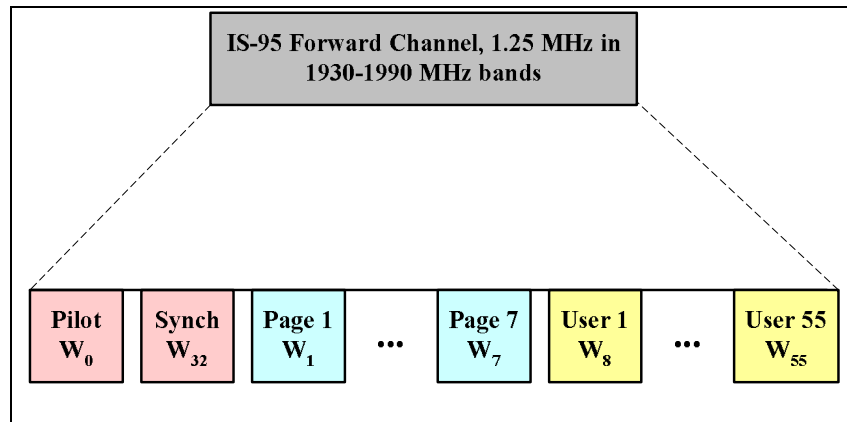 IS-95 Forward Channel, 1.25 MHz in
1930-1990 MHz bands
Pilot
W0
Synch
W32
Page 1
W1
...
Page 7
W7
User 1
W8
...
User 55
W55